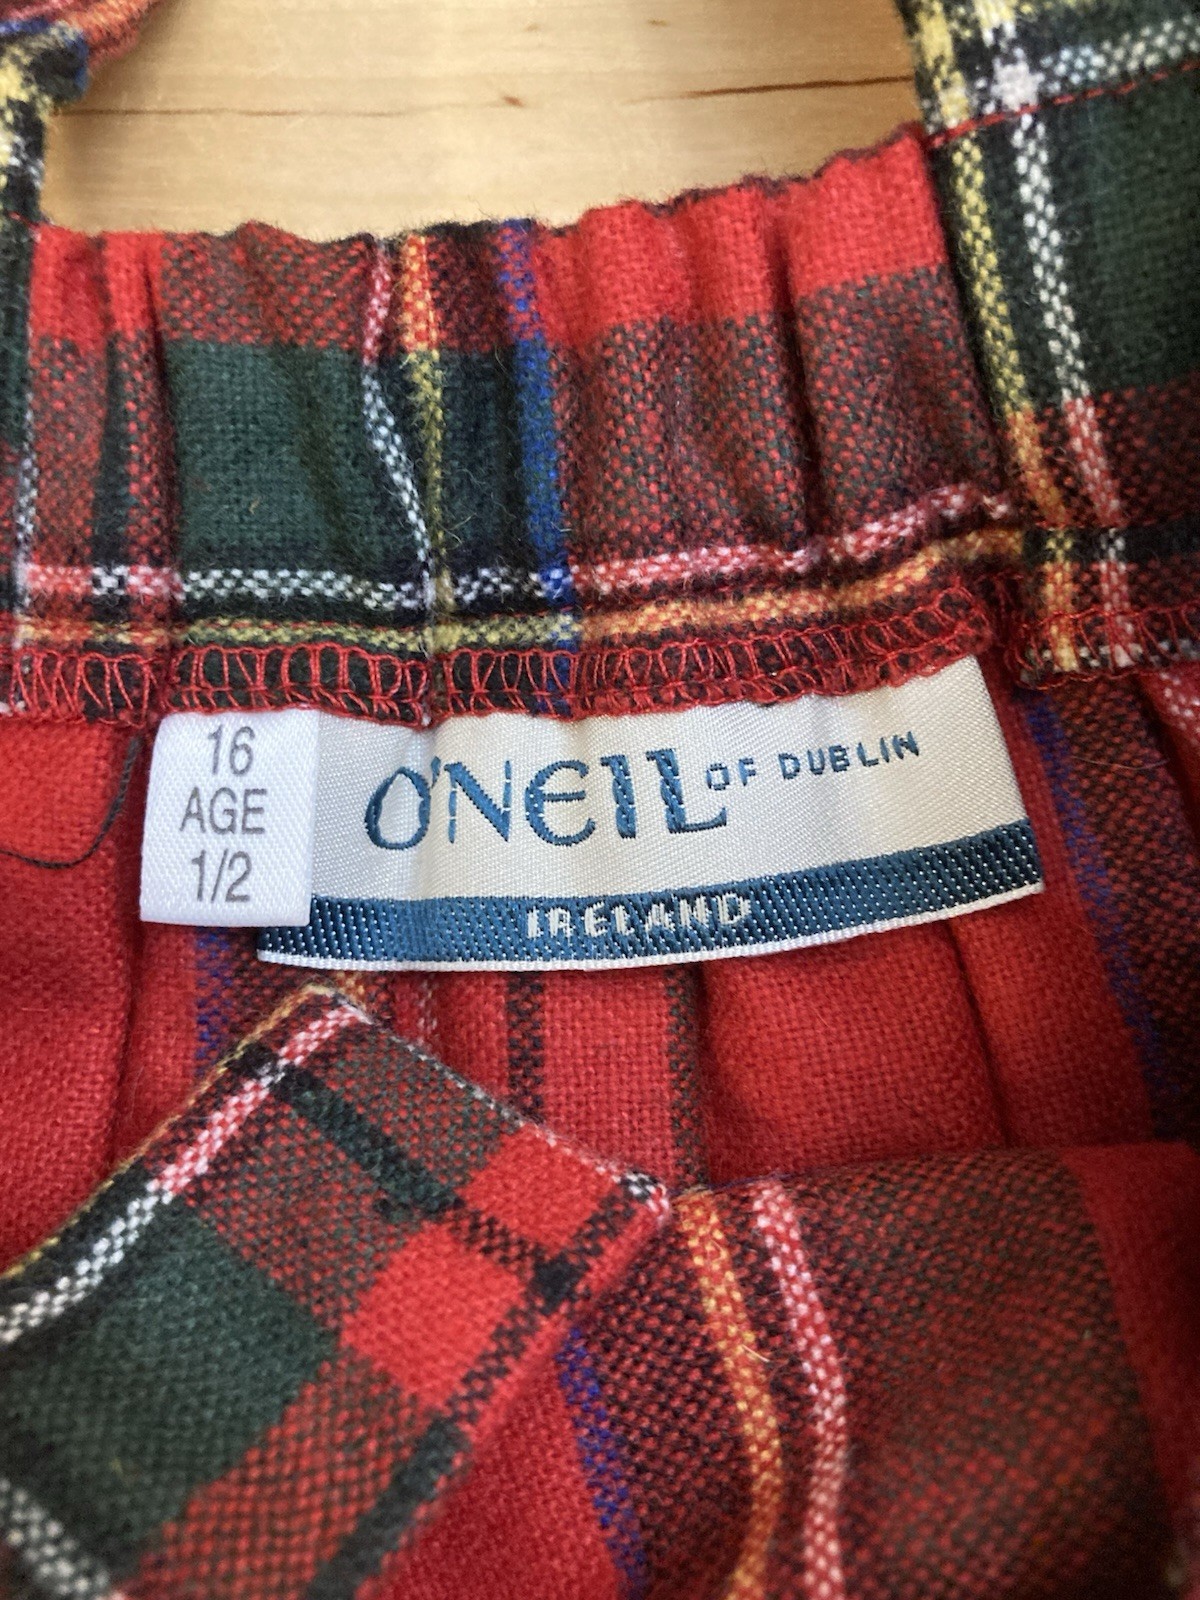 16
AGE
1/2
O'NEIL OF DUBLIN
IRELAND